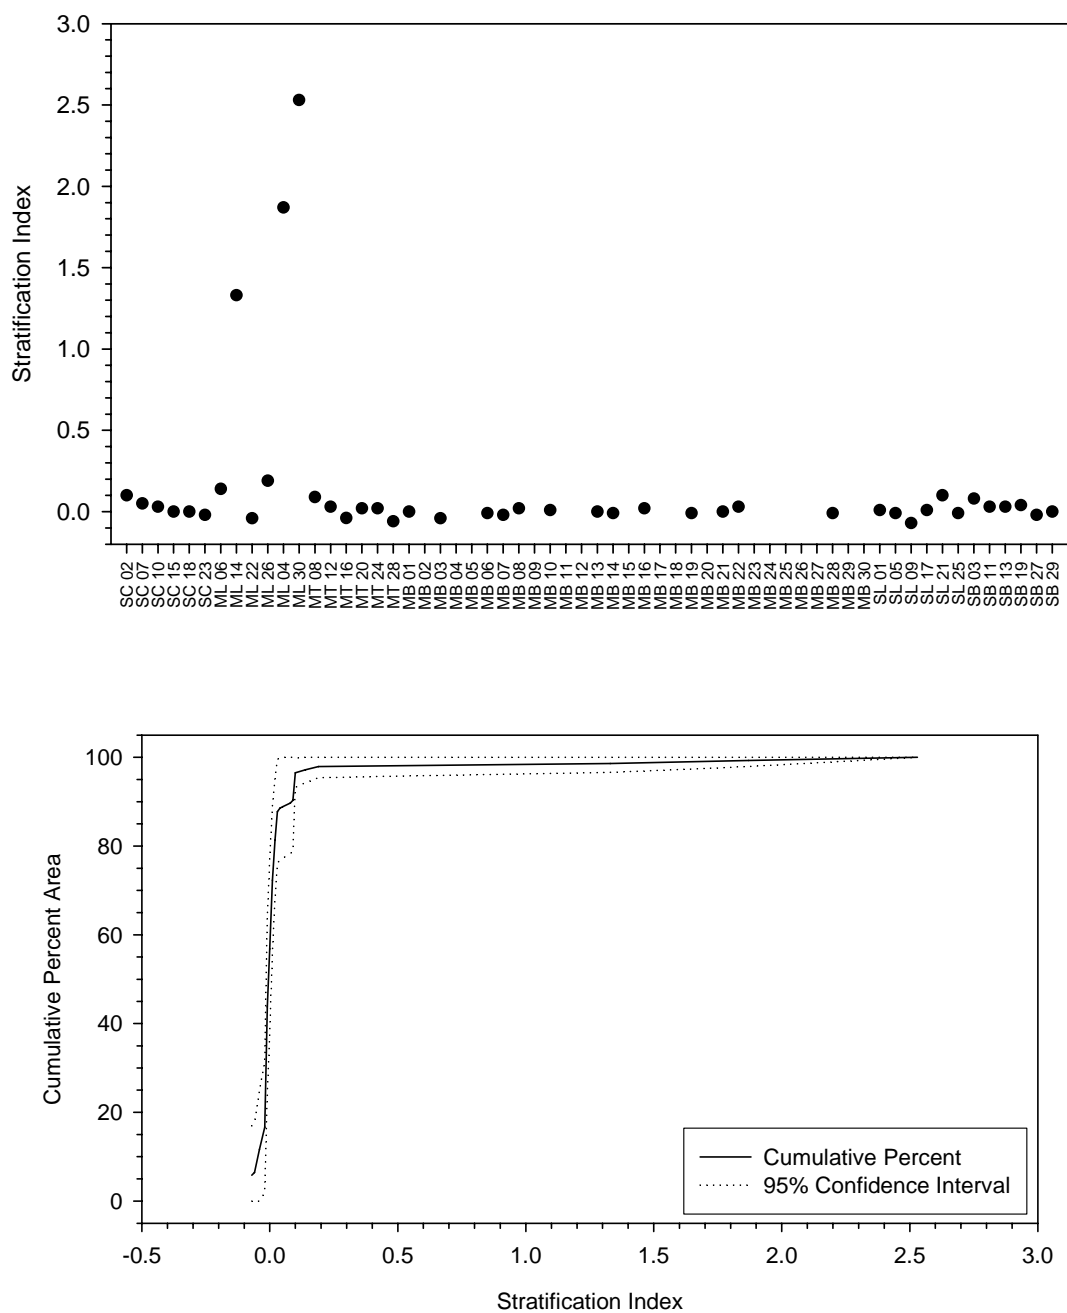 3.0
2.5
2.0
1.5
1.0
0.5
0.0
Stratification Index
SC 02
SC 07
SC 10
SC 15
SC 18
SC 23
ML 06
ML 14
ML 22
ML 26
ML 04
ML 30
MT 08
MT 12
MT 16
MT 20
MT 24
MT 28
MB 01
MB 02
MB 03
MB 04
MB 05
MB 06
MB 07
MB 08
MB 09
MB 10
MB 11
MB 12
MB 13
MB 14
MB 15
MB 16
MB 17
MB 18
MB 19
MB 20
MB 21
MB 22
MB 23
MB 24
MB 25
MB 26
MB 27
MB 28
MB 29
MB 30
SL 01
SL 05
SL 09
SL 17
SL 21
SL 25
SB 03
SB 11
SB 13
SB 19
SB 27
SB 29
100
80
60
40
20
0
Cumulative Percent Area
Cumulative Percent
95% Confidence Interval
-0.5 0.0 0.5 1.0 1.5 2.0 2.5 3.0
Stratification Index